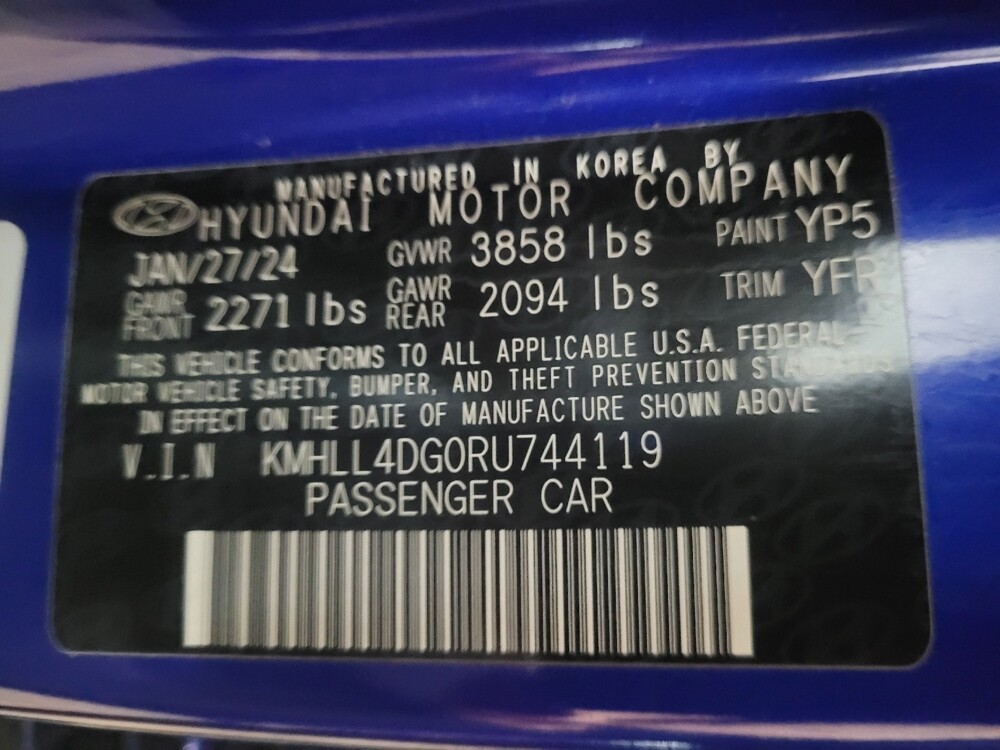 MANUFACTURED IN KOREA BY
HYUNDAI MOTOR COMPANY
JAN/27/24 GVWR 3858 lbs PAINT YP5
GAWR FRONT 2271 lbs GAWR REAR 2094 lbs TRIM YFR
THIS VEHICLE CONFORMS TO ALL APPLICABLE U.S.A. FEDERAL
MOTOR VEHICLE SAFETY, BUMPER, AND THEFT PREVENTION STANDARDS
IN EFFECT ON THE DATE OF MANUFACTURE SHOWN ABOVE
V.I.N KMHLL4DG0RU744119
PASSENGER CAR